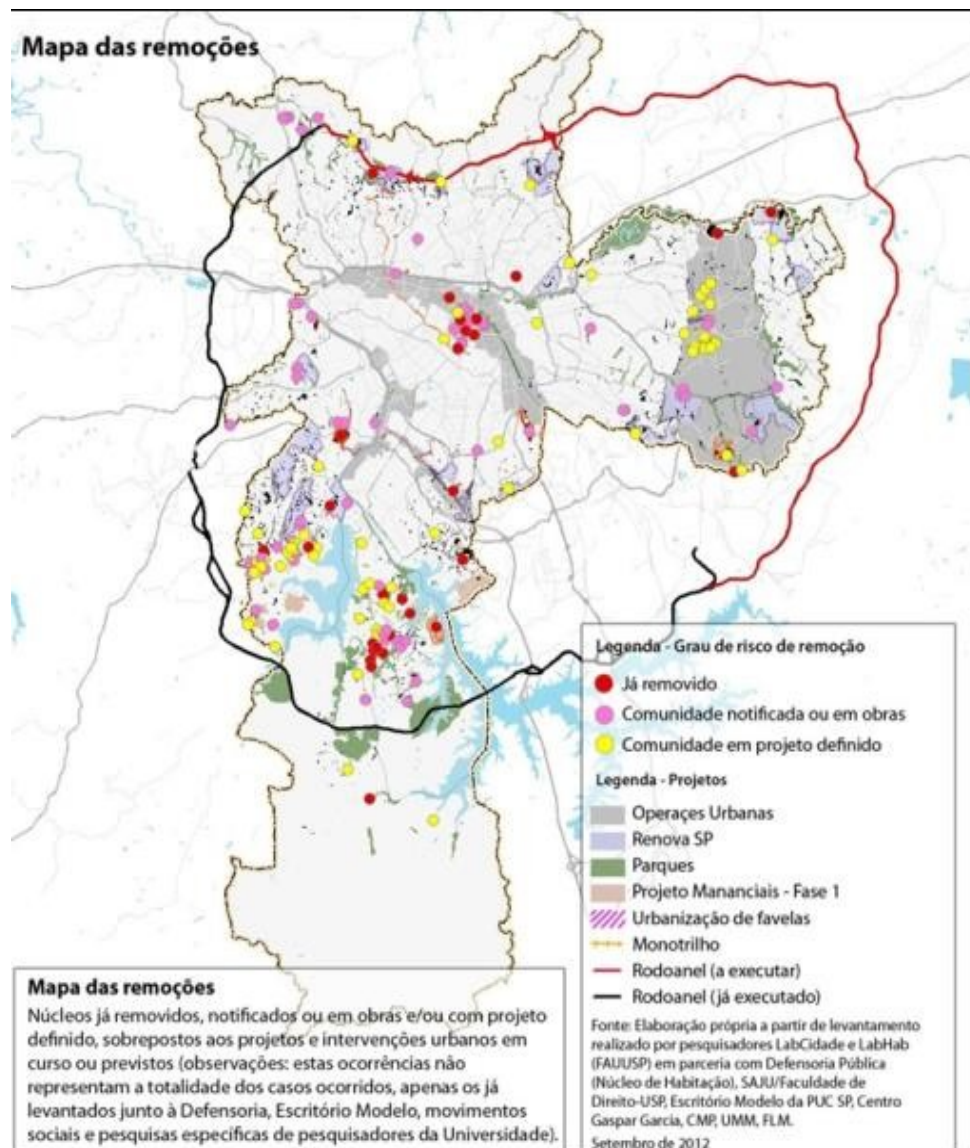 Mapa das remoções
Legenda - Grau de risco de remoção
Já removido
Comunidade notificada ou em obras
Comunidade em projeto definido
Legenda - Projetos
Operaçes Urbanas
Renova SP
Parques
Projeto Mananciais - Fase 1
Urbanização de favelas
Monotrilho
Rodoanel (a executar)
Rodoanel (já executado)
Fonte: Elaboração própria a partir de levantamento
realizado por pesquisadores LabCidade e LabHab
(FAUUSP) em parceria com Defensoria Pública
(Núcleo de Habitação), SAJU/Faculdade de
Direito-USP, Escritório Modelo da PUC SP, Centro
Gaspar Garcia, CMP, UMM, FLM.
Setembro de 2012
Mapa das remoções
Núcleos já removidos, notificados ou em obras e/ou com projeto
definido, sobrepostos aos projetos e intervenções urbanos em
curso ou previstos (observações: estas ocorrências não
representam a totalidade dos casos ocorridos, apenas os já
levantados junto à Defensoria, Escritório Modelo, movimentos
sociais e pesquisas específicas de pesquisadores da Universidade).